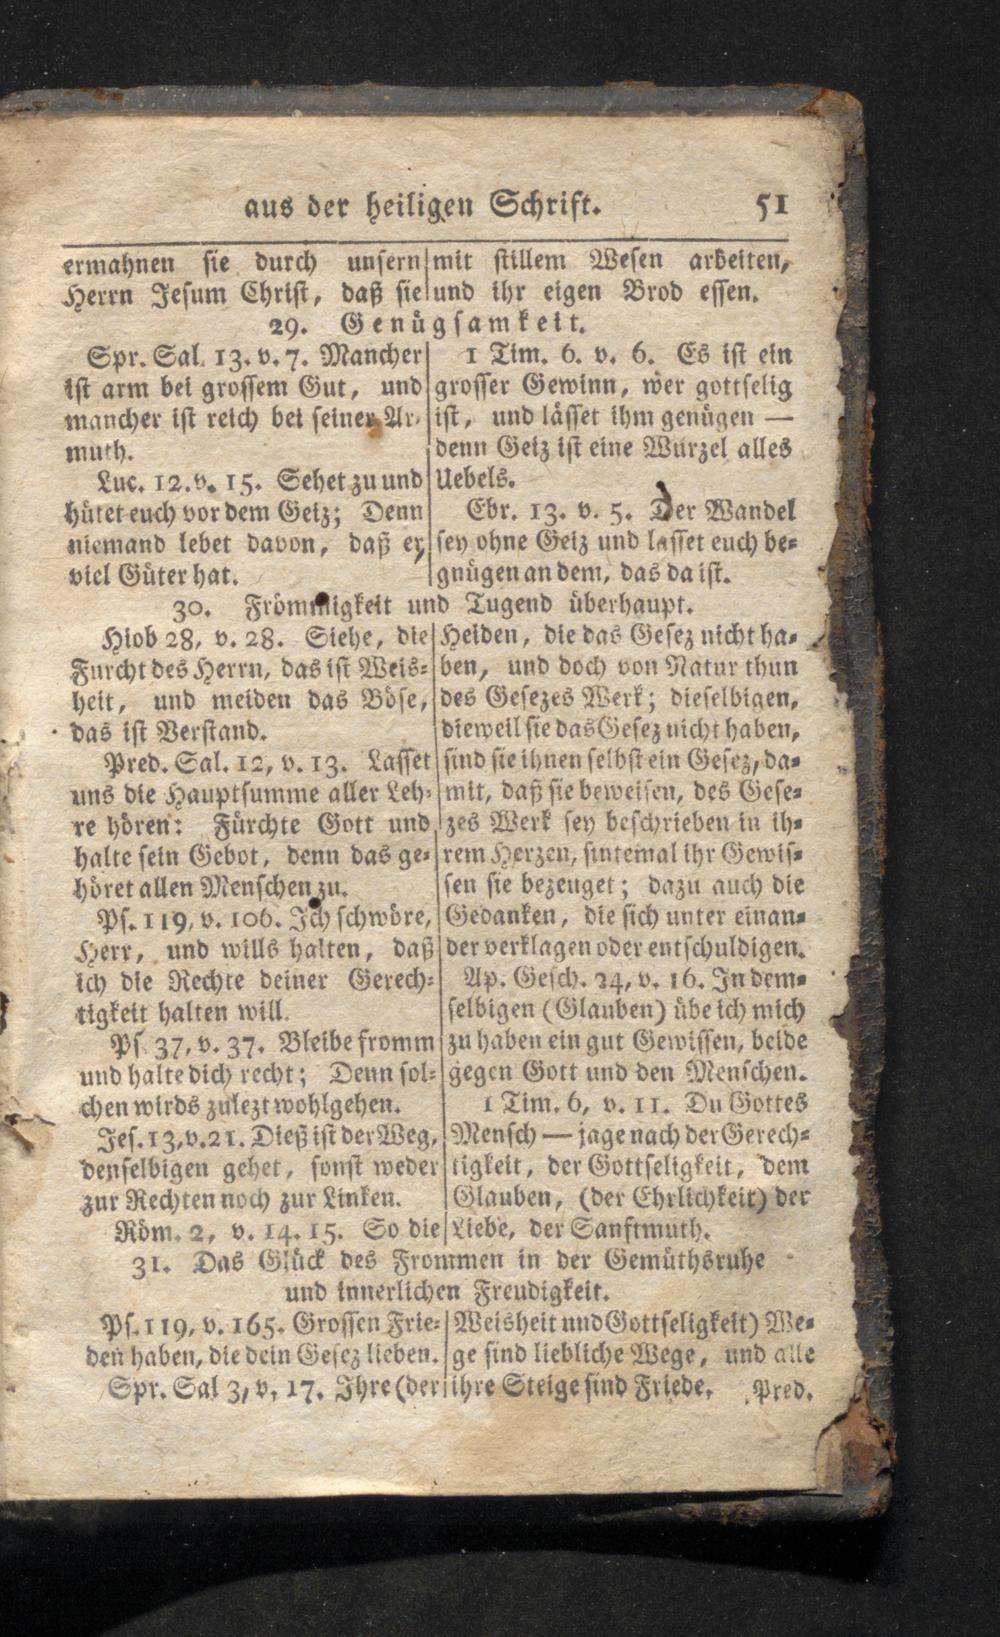 aus der heiligen Schrift. 51
ermahnen sie durch unsern
Herrn Jesum Christ, daß sie
mit stillem Wesen arbeiten,
und ihr eigen Brod essen.
29. Genügsamkeit.
Spr. Sal. 13. v. 7. Mancher
ist arm bei grossem Gut, und
mancher ist reich bei seiner Ar-
muth.
Luc. 12. v. 15. Sehet zu und
hütet euch vor dem Geiz; Denn
niemand lebet davon, daß er
viel Güter hat.
1 Tim. 6. v. 6. Es ist ein
grosser Gewinn, wer gottselig
ist, und lässet ihm genügen —
denn Geiz ist eine Wurzel alles
Uebels.
Ebr. 13. v. 5. Der Wandel
sey ohne Geiz und lasset euch be-
gnügen an dem, das da ist.
30. Frömmigkeit und Tugend überhaupt.
Hiob 28, v. 28. Siehe, die
Furcht des Herrn, das ist Weis-
heit, und meiden das Böse,
das ist Verstand.
Pred. Sal. 12, v. 13. Lasset
uns die Hauptsumme aller Leh-
re hören: Fürchte Gott und
halte sein Gebot, denn das ge-
höret allen Menschen zu.
Ps. 119, v. 106. Ich schwöre,
Herr, und wills halten, daß
ich die Rechte deiner Gerech-
tigkeit halten will.
Ps. 37, v. 37. Bleibe fromm
und halte dich recht; Denn sol-
chen wirds zulezt wohlgehen.
Jes. 13, v. 21. Dieß ist der Weg,
denselbigen gehet, sonst weder
zur Rechten noch zur Linken.
Röm. 2, v. 14. 15. So die
Heiden, die das Gesez nicht ha-
ben, und doch von Natur thun
des Gesezes Werk; dieselbigen,
dieweil sie das Gesez nicht haben,
sind sie ihnen selbst ein Gesez, da-
mit, daß sie beweisen, des Gese-
zes Werk sey beschrieben in ih-
rem Herzen, sintemal ihr Gewis-
sen sie bezeuget; dazu auch die
Gedanken, die sich unter einan-
der verklagen oder entschuldigen.
Ap. Gesch. 24, v. 16. In dem-
selbigen (Glauben) übe ich mich
zu haben ein gut Gewissen, beide
gegen Gott und den Menschen.
1 Tim. 6, v. 11. Du Gottes
Mensch — jage nach der Gerech-
tigkeit, der Gottseligkeit, dem
Glauben, (der Ehrlichkeit) der
Liebe, der Sanftmuth.
31. Das Glück des Frommen in der Gemüthsruhe
und innerlichen Freudigkeit.
Ps. 119, v. 165. Grossen Frie-
den haben, die dein Gesez lieben.
Spr. Sal 3, v. 17. Ihre (der
Weisheit und Gottseligkeit) We-
ge sind liebliche Wege, und alle
ihre Steige sind Friede.
Pred.